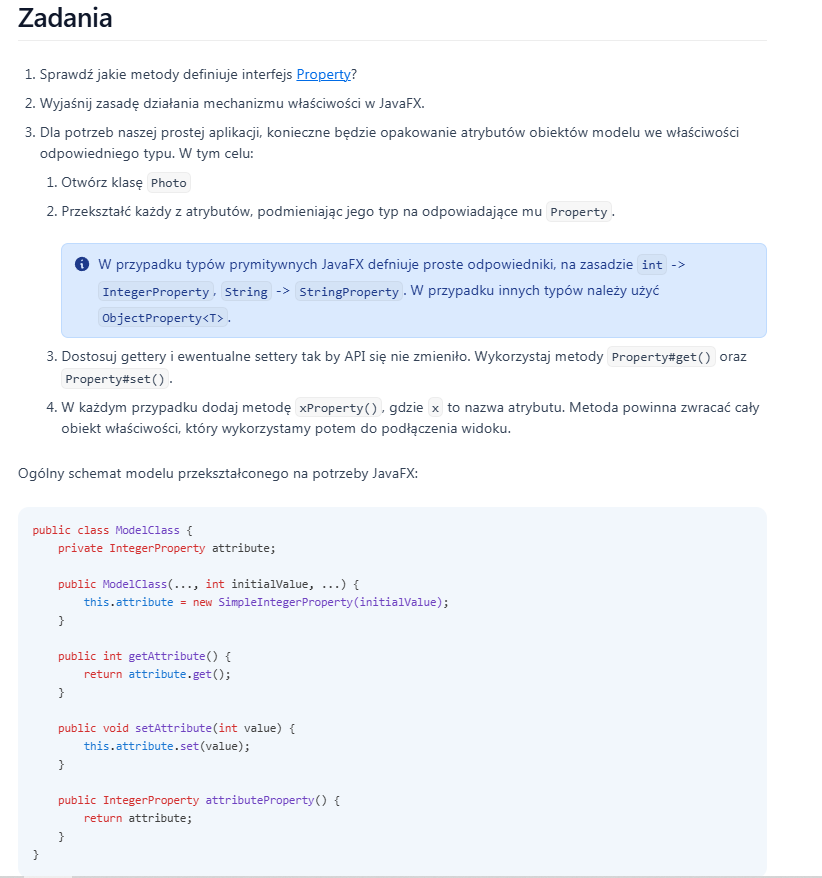 Zadania
1. Sprawdź jakie metody definiuje interfejs Property?
2. Wyjaśnij zasadę działania mechanizmu właściwości w JavaFX.
3. Dla potrzeb naszej prostej aplikacji, konieczne będzie opakowanie atrybutów obiektów modelu we właściwości
odpowiedniego typu. W tym celu:
1. Otwórz klasę Photo
2. Przekształć każdy z atrybutów, podmieniając jego typ na odpowiadające mu Property.
W przypadku typów prymitywnych JavaFX defniuje proste odpowiedniki, na zasadzie int ->
IntegerProperty, String -> StringProperty. W przypadku innych typów należy użyć
ObjectProperty<T>.
3. Dostosuj gettery i ewentualne settery tak by API się nie zmieniło. Wykorzystaj metody Property#get() oraz
Property#set().
4. W każdym przypadku dodaj metodę xProperty(), gdzie x to nazwa atrybutu. Metoda powinna zwracać cały
obiekt właściwości, który wykorzystamy potem do podłączenia widoku.
Ogólny schemat modelu przekształconego na potrzeby JavaFX:
public class ModelClass {
    private IntegerProperty attribute;
    public ModelClass(..., int initialValue, ...) {
        this.attribute = new SimpleIntegerProperty(initialValue);
    }
    public int getAttribute() {
        return attribute.get();
    }
    public void setAttribute(int value) {
        this.attribute.set(value);
    }
    public IntegerProperty attributeProperty() {
        return attribute;
    }
}